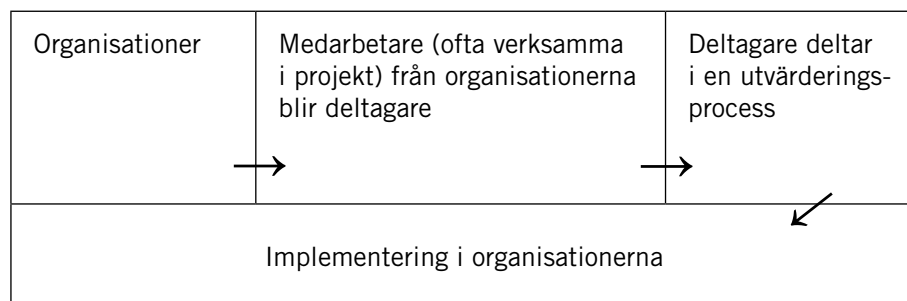 Organisationer
Medarbetare (ofta verksamma
i projekt) från organisationerna
blir deltagare
Deltagare deltar
i en utvärderings-
process
Implementering i organisationerna